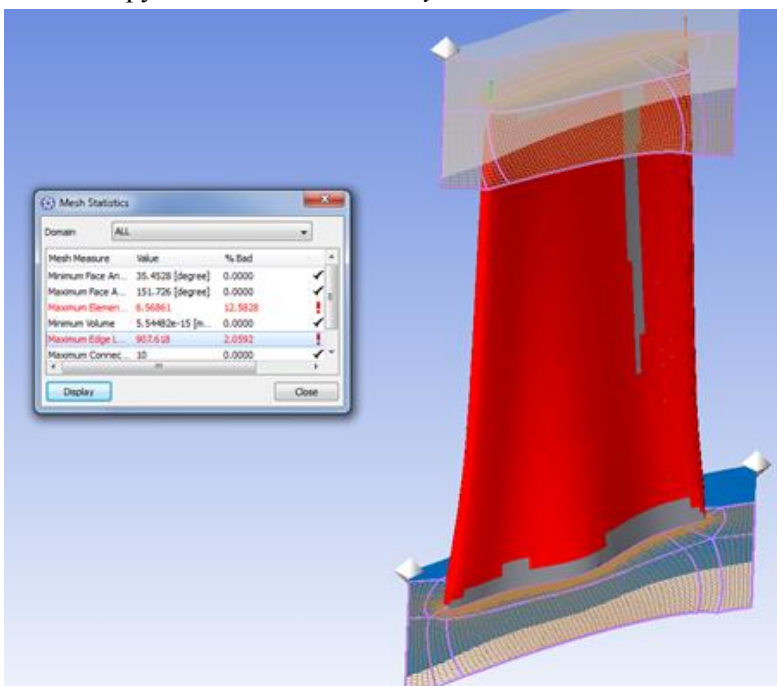 Mesh Statistics
Domain ALL
Mesh Measure Value % Bad
Minimum Face An... 35.4528 [degree] 0.0000
Maximum Face A... 151.726 [degree] 0.0000
Maximum Elemen... 6.56861 12.5828
Minimum Volume 5.54482e-15 [m... 0.0000
Maximum Edge L... 907.618 2.0592
Maximum Connec... 10 0.0000
Display Close